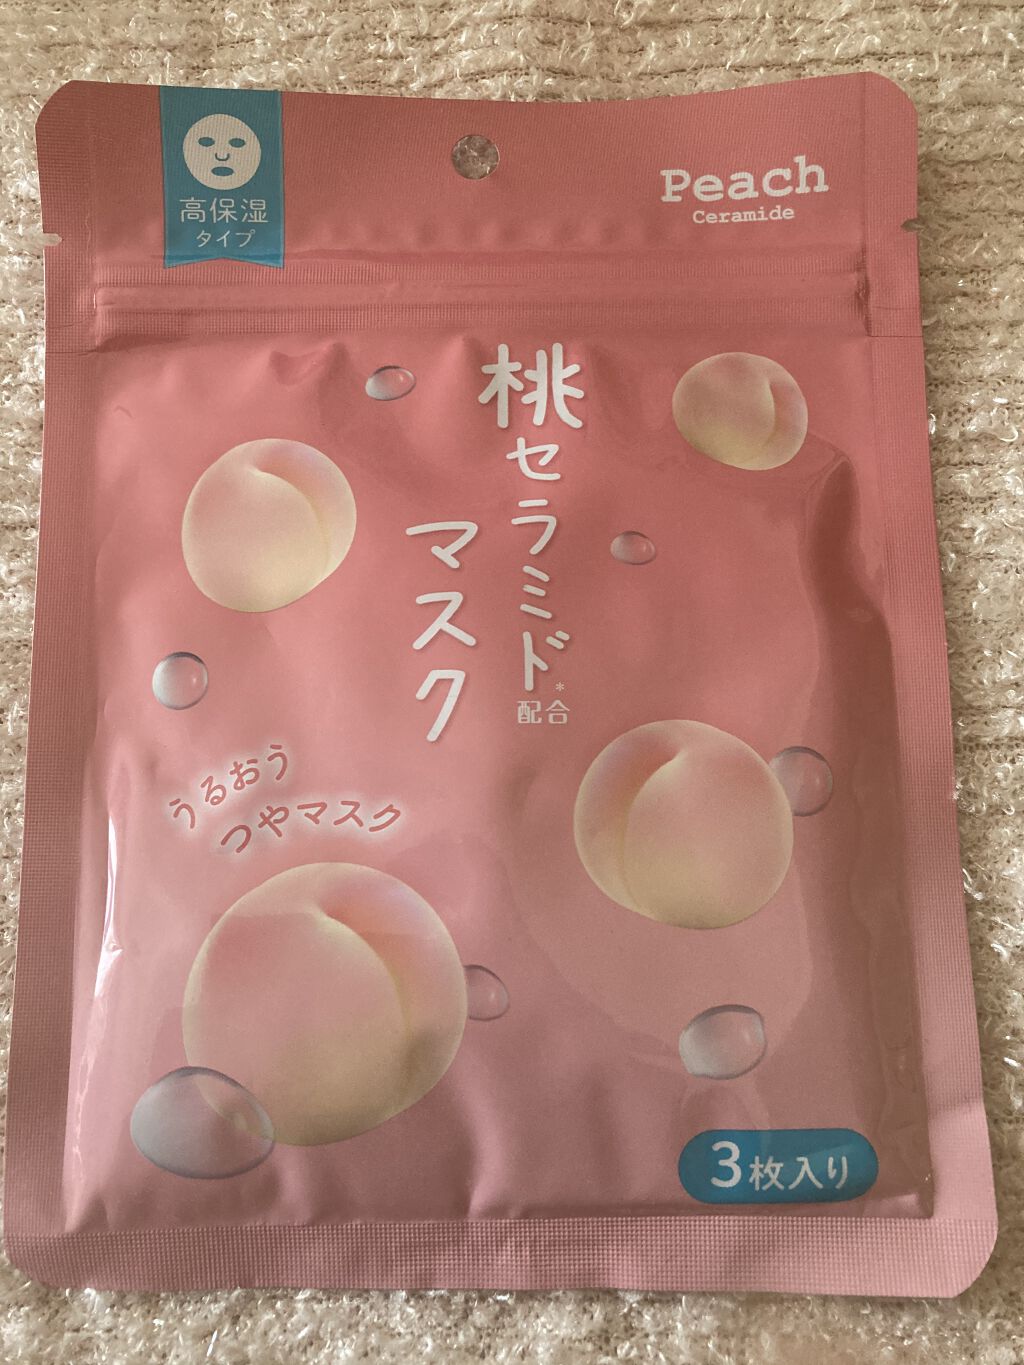 高保湿
タイプ
Peach
Ceramide
桃セラミド*
配合
マスク
うるおう
つやマスク
3枚入り